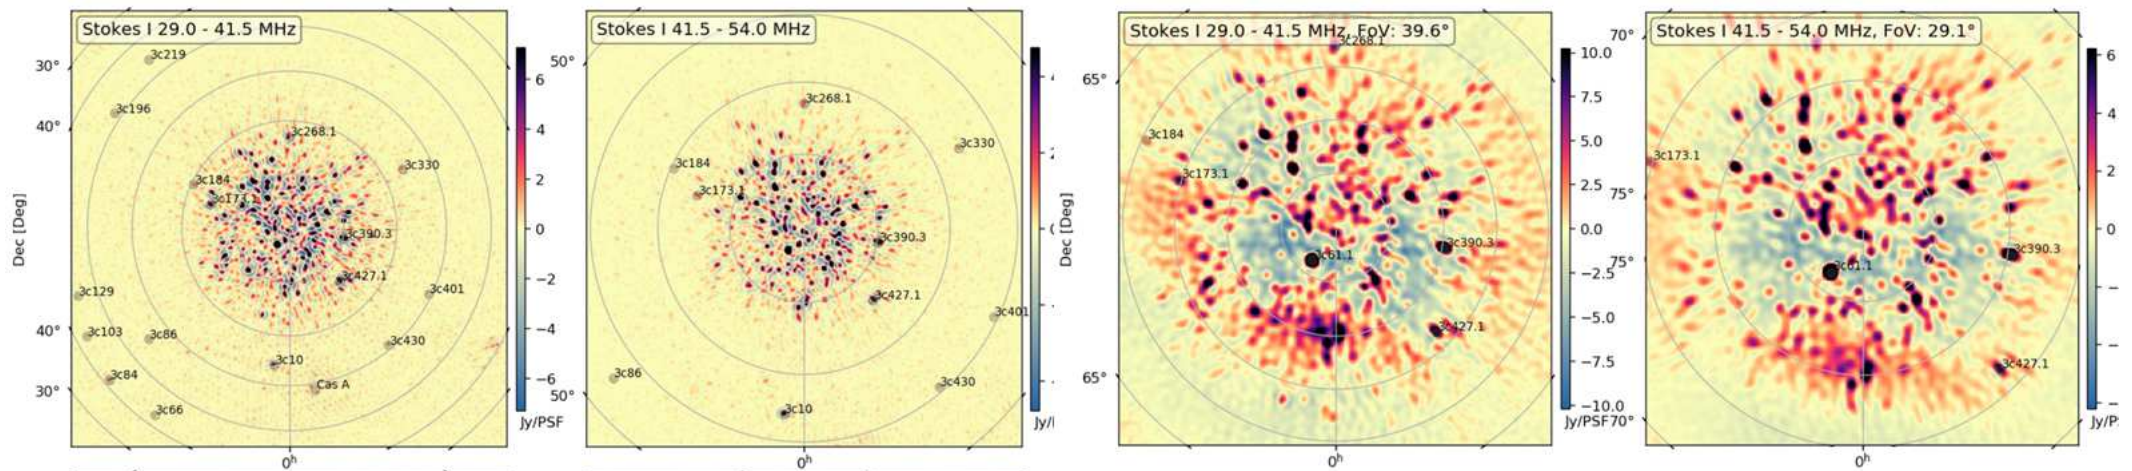 Stokes I 29.0 - 41.5 MHz
3c219
3c196
3c268.1
3c330
3c184
3c173.1
3c390.3
3c427.1
3c129
3c401
3c103
3c86
3c430
3c10
3c84
Cas A
3c66
30°
40°
40°
30°
Dec [Deg]
0ʰ
6
4
2
0
−2
−4
−6
Jy/PSF
Stokes I 41.5 - 54.0 MHz
3c268.1
3c330
3c184
3c173.1
3c390.3
3c427.1
3c401
3c86
3c430
3c10
50°
50°
0ʰ
Dec [Deg]
Stokes I 29.0 - 41.5 MHz, FoV: 39.6°
3c268.1
3c184
3c173.1
3c390.3
3c61.1
3c427.1
65°
65°
0ʰ
10.0
7.5
5.0
2.5
0.0
−2.5
−5.0
−7.5
−10.0
Jy/PSF
Stokes I 41.5 - 54.0 MHz, FoV: 29.1°
3c173.1
3c390.3
3c61.1
3c427.1
70°
75°
75°
70°
0ʰ
6
4
2
0